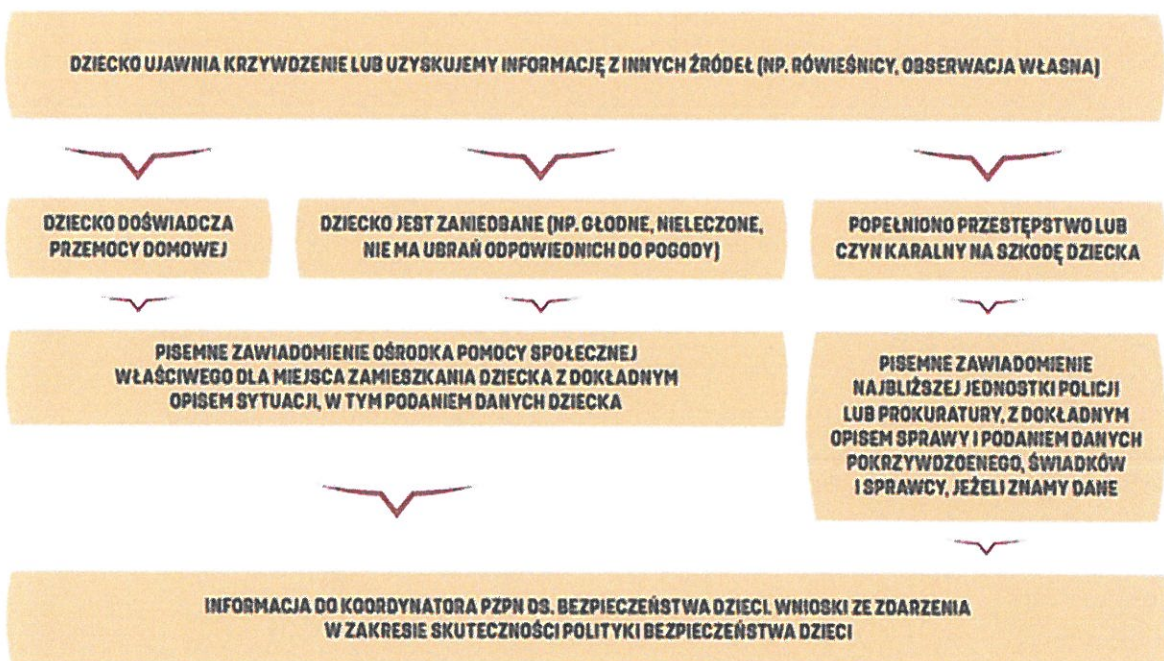 DZIECKO UJAWNIA KRZYWDZENIE LUB UZYSKUJEMY INFORMACJĘ Z INNYCH ŹRÓDEŁ (NP. RÓWIEŚNICY, OBSERWACJA WŁASNA)
DZIECKO DOŚWIADCZA
PRZEMOCY DOMOWEJ
DZIECKO JEST ZANIEDBANE (NP. GŁODNE, NIELECZONE,
NIE MA UBRAŃ ODPOWIEDNICH DO POGODY)
POPEŁNIONO PRZESTĘPSTWO LUB
CZYN KARALNY NA SZKODĘ DZIECKA
PISEMNE ZAWIADOMIENIE OŚRODKA POMOCY SPOŁECZNEJ
WŁAŚCIWEGO DLA MIEJSCA ZAMIESZKANIA DZIECKA Z DOKŁADNYM
OPISEM SYTUACJI, W TYM PODANIEM DANYCH DZIECKA
PISEMNE ZAWIADOMIENIE
NAJBLIŻSZEJ JEDNOSTKI POLICJI
LUB PROKURATURY, Z DOKŁADNYM
OPISEM SPRAWY I PODANIEM DANYCH
POKRZYWDZOENEGO, ŚWIADKÓW
I SPRAWCY, JEŻELI ZNAMY DANE
INFORMACJA DO KOORDYNATORA PZPN DS. BEZPIECZEŃSTWA DZIECI. WNIOSKI ZE ZDARZENIA
W ZAKRESIE SKUTECZNOŚCI POLITYKI BEZPIECZEŃSTWA DZIECI